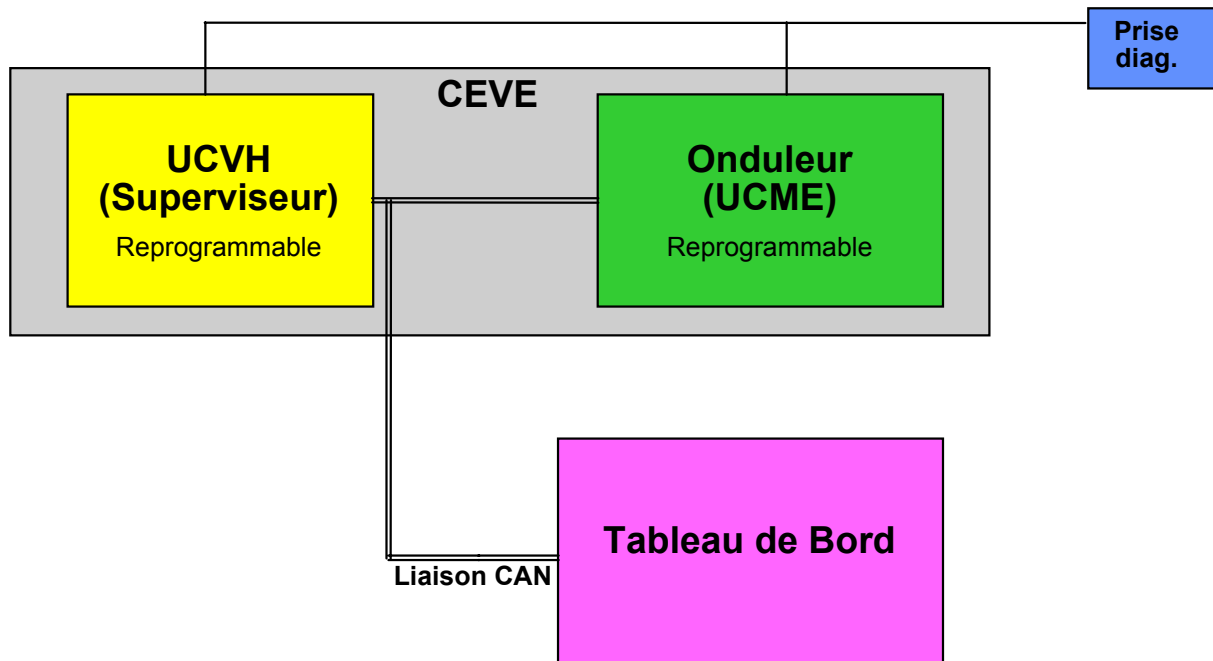 Prise
diag.
CEVE
UCVH
(Superviseur)
Reprogrammable
Onduleur
(UCME)
Reprogrammable
Tableau de Bord
Liaison CAN